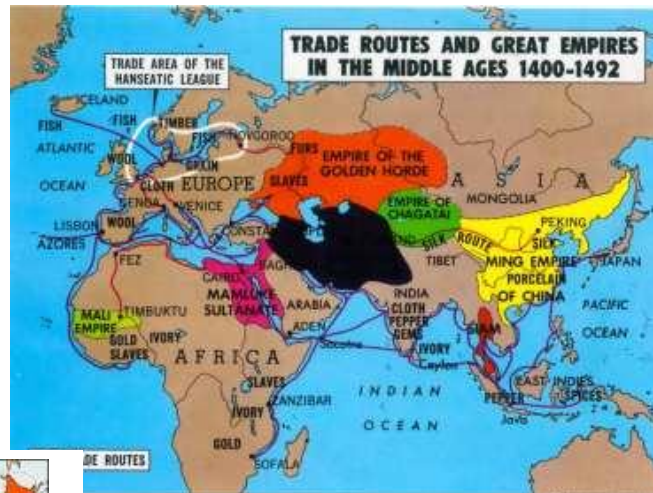 TRADE ROUTES AND GREAT EMPIRES
IN THE MIDDLE AGES 1400-1492
TRADE AREA OF THE
HANSEATIC LEAGUE
ICELAND
FISH
FISH
TIMBER
FISH
NOVGOROD
ATLANTIC
OCEAN
WOOL
GRAIN
FURS
CLOTH
EUROPE
SLAVES
EMPIRE OF THE
GOLDEN HORDE
A S I A
MONGOLIA
EMPIRE OF
CHAGATAI
GENOA
VENICE
LISBON
WOOL
AZORES
SILK ROUTE
PEKING
SILK
TIBET
MING EMPIRE
PORCELAIN
OF CHINA
JAPAN
FEZ
CAIRO
MAMLUKE
SULTANATE
ARABIA
INDIA
CLOTH
PEPPER
GEMS
PACIFIC
OCEAN
MALI
EMPIRE
TIMBUKTU
ADEN
Socotra
SIAM
GOLD
SLAVES
IVORY
AFRICA
IVORY
Ceylon
SLAVES
EAST INDIES
SPICES
PEPPER
Java
INDIAN
OCEAN
IVORY
ZANZIBAR
GOLD
SOFALA
DE ROUTES